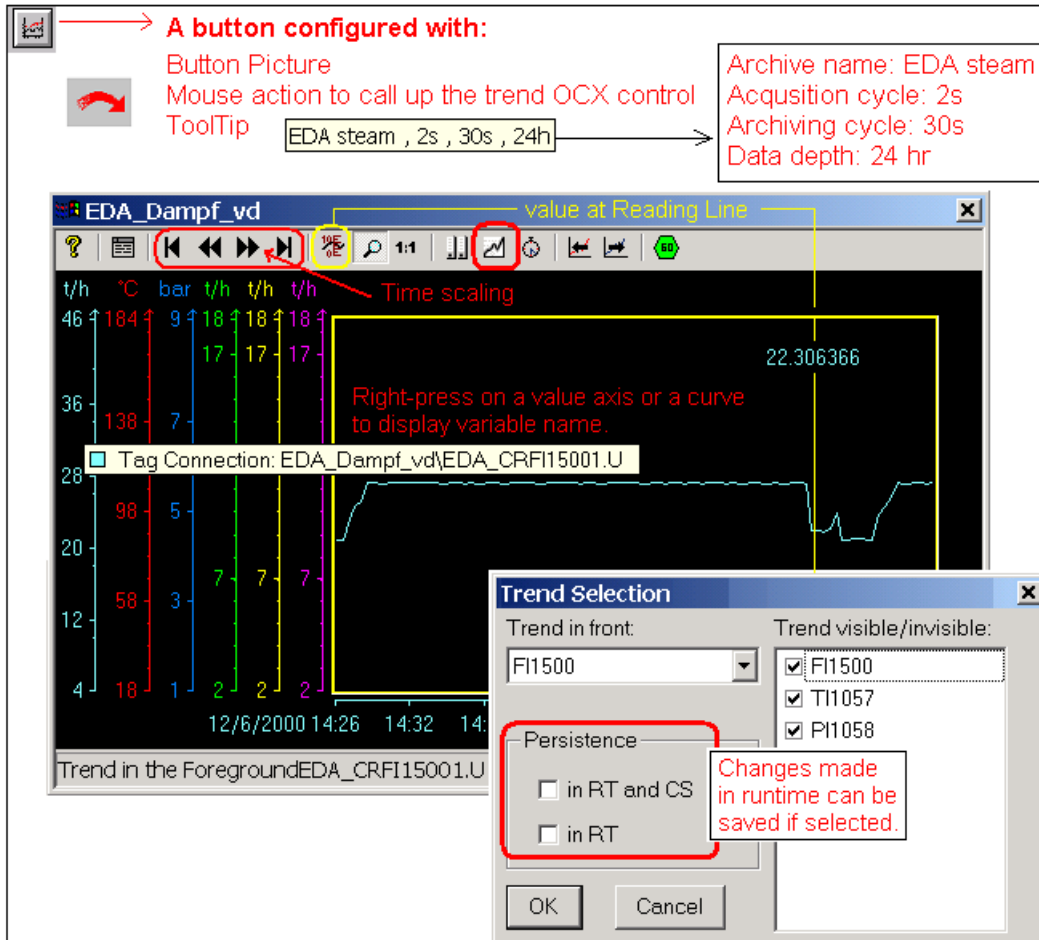 A button configured with:
Button Picture
Mouse action to call up the trend OCX control
ToolTip
EDA steam , 2s , 30s , 24h
Archive name: EDA steam
Acqusition cycle: 2s
Archiving cycle: 30s
Data depth: 24 hr
EDA_Dampf_vd
value at Reading Line
1:1
GO
Time scaling
t/h °C bar t/h t/h t/h
46 184 9 18 18 18
17 17 17
22.306366
36
138 7
Right-press on a value axis or a curve
to display variable name.
Tag Connection: EDA_Dampf_vd\EDA_CRFI15001.U
28
98 5
20
7 7 7
58 3
12
4 18 1 2 2 2
12/6/2000 14:26 14:32 14:
Trend in the ForegroundEDA_CRFI15001.U
Trend Selection
Trend in front:
FI1500
Trend visible/invisible:
FI1500
TI1057
PI1058
Persistence
in RT and CS
in RT
Changes made
in runtime can be
saved if selected.
OK
Cancel